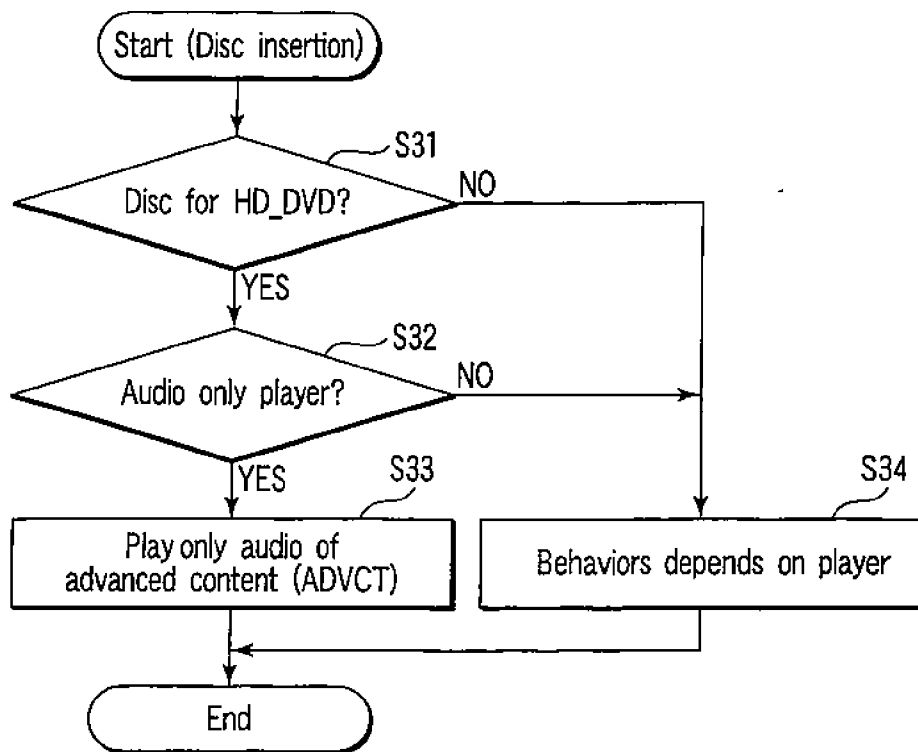 Start (Disc insertion)
S31
Disc for HD_DVD?
NO
YES
S32
Audio only player?
NO
YES
S33
Play only audio of
advanced content (ADVCT)
S34
Behaviors depends on player
End